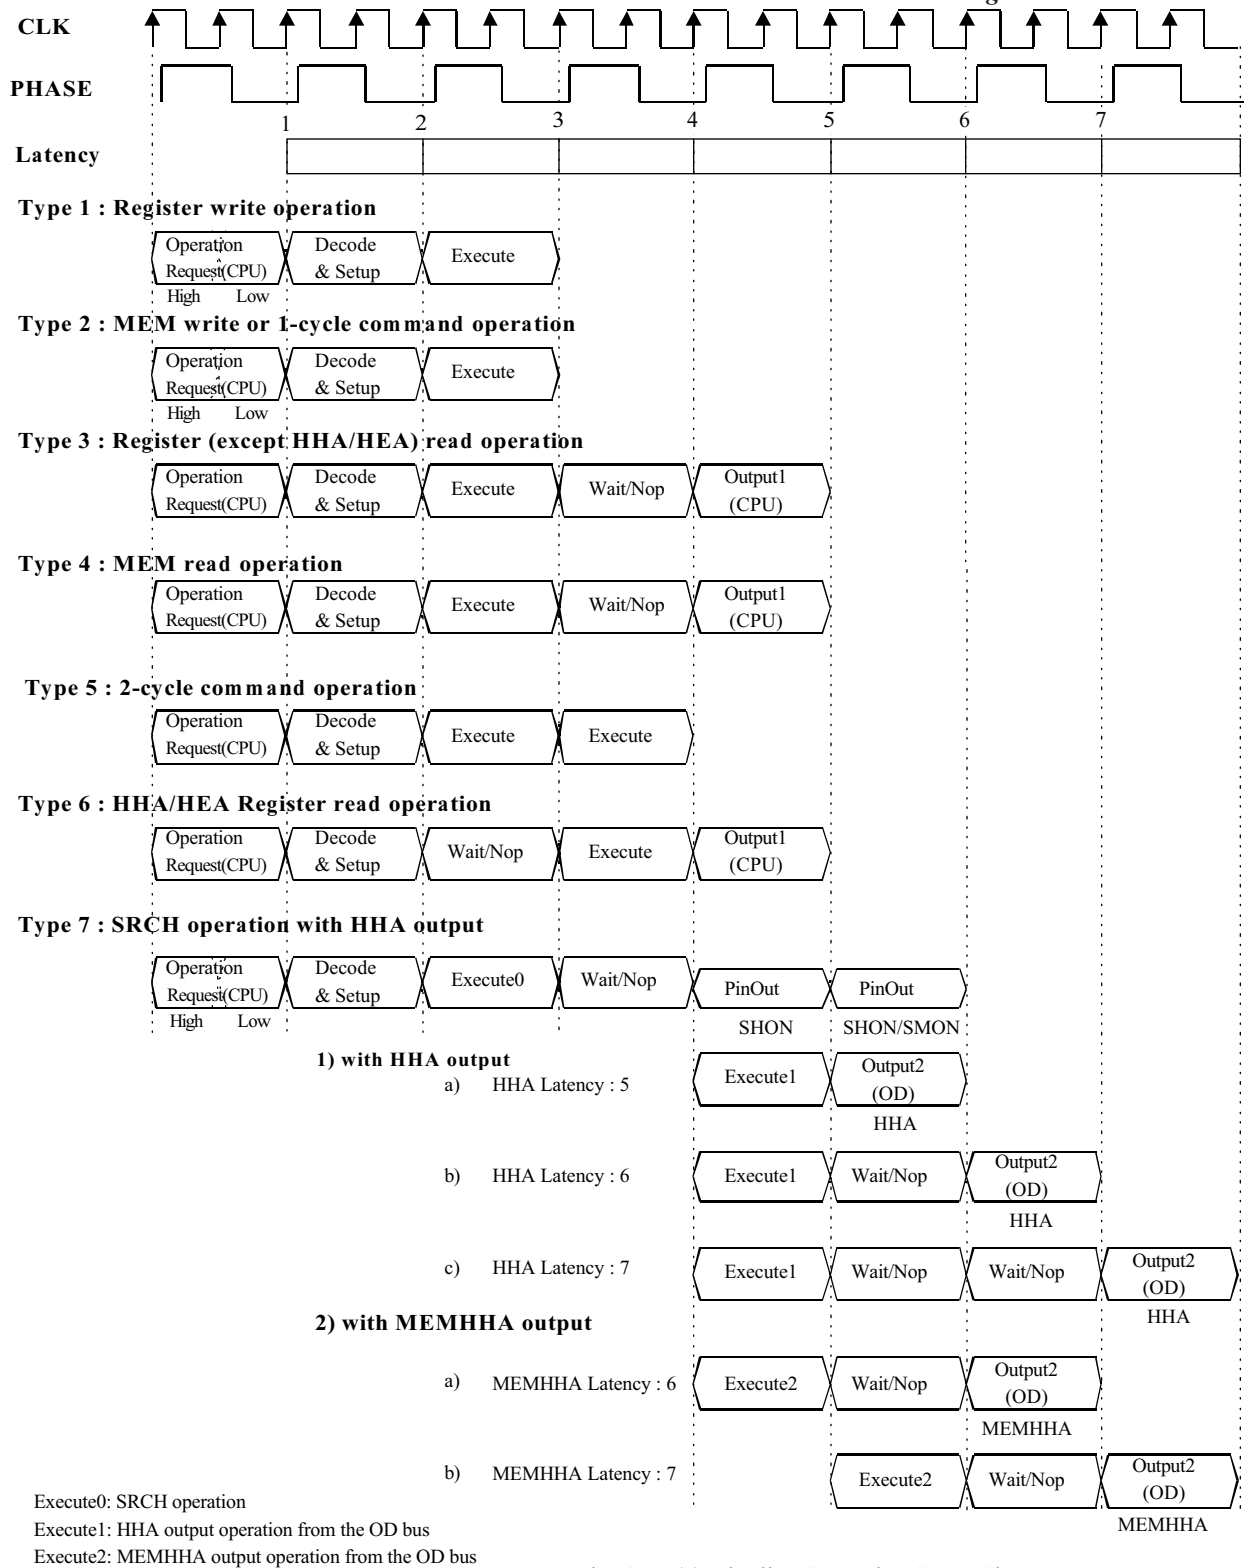 CLK
PHASE
1 2 3 4 5 6 7
Latency
Type 1 : Register write operation
Operation Decode
Request(CPU) & Setup Execute
High Low
Type 2 : MEM write or 1-cycle command operation
Operation Decode
Request(CPU) & Setup Execute
High Low
Type 3 : Register (except HHA/HEA) read operation
Operation Decode Output1
Request(CPU) & Setup Execute Wait/Nop (CPU)
Type 4 : MEM read operation
Operation Decode Output1
Request(CPU) & Setup Execute Wait/Nop (CPU)
Type 5 : 2-cycle command operation
Operation Decode
Request(CPU) & Setup Execute Execute
Type 6 : HHA/HEA Register read operation
Operation Decode Output1
Request(CPU) & Setup Wait/Nop Execute (CPU)
Type 7 : SRCH operation with HHA output
Operation Decode
Request(CPU) & Setup Execute0 Wait/Nop PinOut PinOut
High Low SHON SHON/SMON
1) with HHA output
a) HHA Latency : 5 Execute1 Output2
(OD)
HHA
b) HHA Latency : 6 Execute1 Wait/Nop Output2
(OD)
HHA
c) HHA Latency : 7 Execute1 Wait/Nop Wait/Nop Output2
(OD)
HHA
2) with MEMHHA output
a) MEMHHA Latency : 6 Execute2 Wait/Nop Output2
(OD)
MEMHHA
b) MEMHHA Latency : 7 Execute2 Wait/Nop Output2
(OD)
MEMHHA
Execute0: SRCH operation
Execute1: HHA output operation from the OD bus
Execute2: MEMHHA output operation from the OD bus